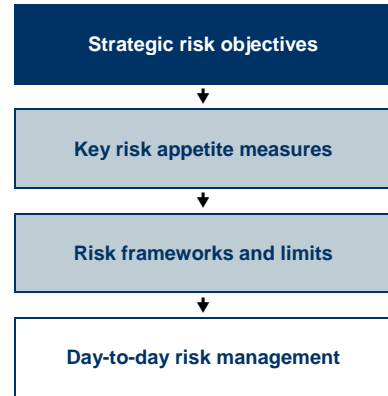 Strategic risk objectives
Key risk appetite measures
Risk frameworks and limits
Day-to-day risk management